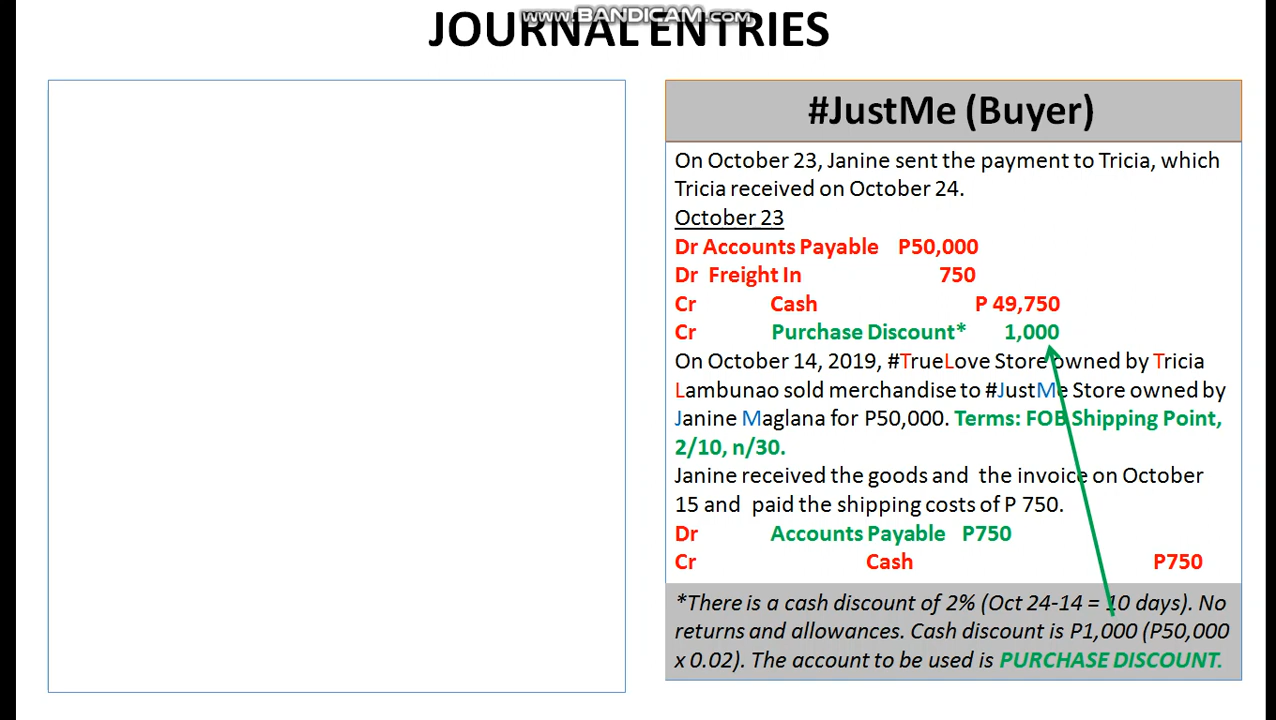 www.BANDICAM.com
JOURNAL ENTRIES
#JustMe (Buyer)
On October 23, Janine sent the payment to Tricia, which
Tricia received on October 24.
October 23
Dr Accounts Payable P50,000
Dr Freight In 750
Cr Cash P 49,750
Cr Purchase Discount* 1,000
On October 14, 2019, #TrueLove Store owned by Tricia
Lambunao sold merchandise to #JustMe Store owned by
Janine Maglana for P50,000. Terms: FOB Shipping Point,
2/10, n/30.
Janine received the goods and the invoice on October
15 and paid the shipping costs of P 750.
Dr Accounts Payable P750
Cr Cash P750
*There is a cash discount of 2% (Oct 24-14 = 10 days). No
returns and allowances. Cash discount is P1,000 (P50,000
x 0.02). The account to be used is PURCHASE DISCOUNT.